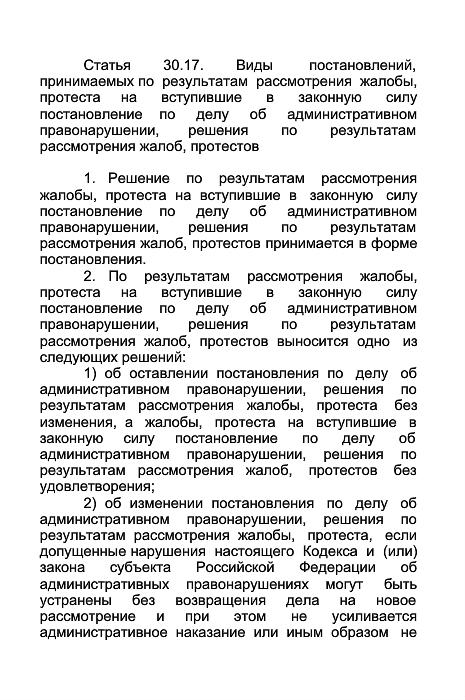 Статья 30.17. Виды постановлений,
принимаемых по результатам рассмотрения жалобы,
протеста на вступившие в законную силу
постановление по делу об административном
правонарушении, решения по результатам
рассмотрения жалоб, протестов
1. Решение по результатам рассмотрения
жалобы, протеста на вступившие в законную силу
постановление по делу об административном
правонарушении, решения по результатам
рассмотрения жалоб, протестов принимается в форме
постановления.
2. По результатам рассмотрения жалобы,
протеста на вступившие в законную силу
постановление по делу об административном
правонарушении, решения по результатам
рассмотрения жалоб, протестов выносится одно из
следующих решений:
1) об оставлении постановления по делу об
административном правонарушении, решения по
результатам рассмотрения жалобы, протеста без
изменения, а жалобы, протеста на вступившие в
законную силу постановление по делу об
административном правонарушении, решения по
результатам рассмотрения жалоб, протестов без
удовлетворения;
2) об изменении постановления по делу об
административном правонарушении, решения по
результатам рассмотрения жалобы, протеста, если
допущенные нарушения настоящего Кодекса и (или)
закона субъекта Российской Федерации об
административных правонарушениях могут быть
устранены без возвращения дела на новое
рассмотрение и при этом не усиливается
административное наказание или иным образом не